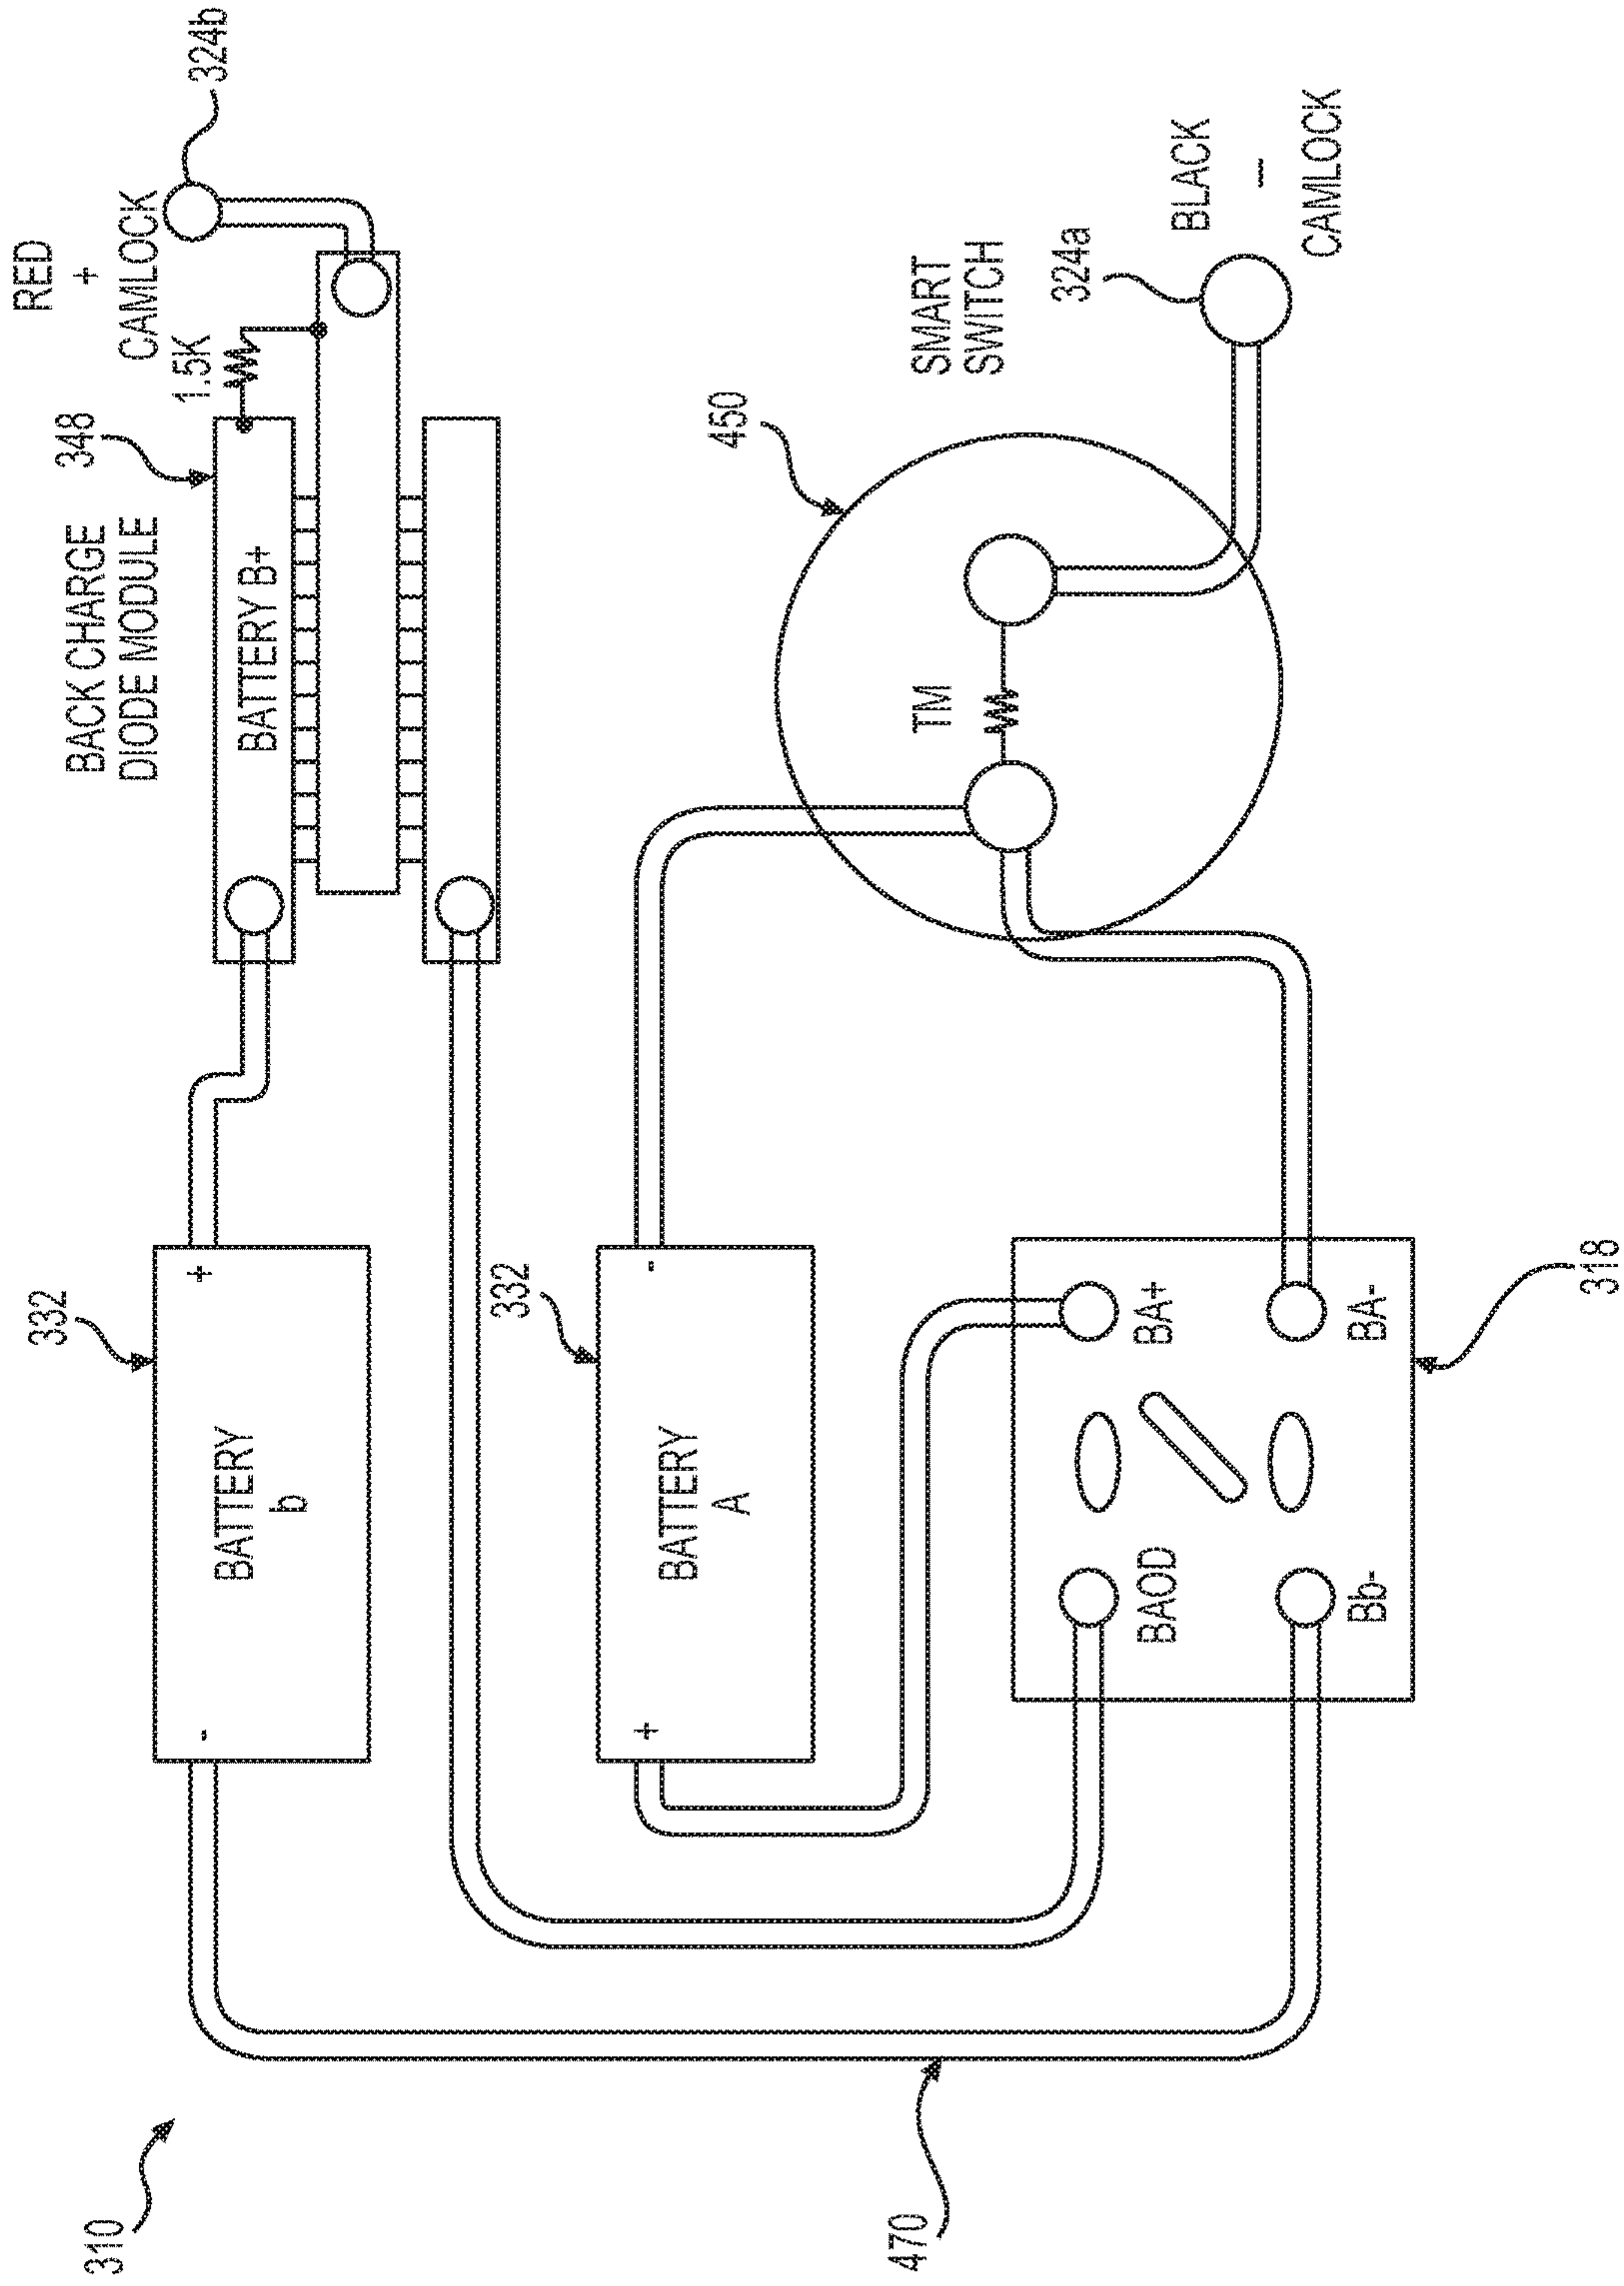 310
470
332
BATTERY
b
-
+
332
BATTERY
A
+
-
BACK CHARGE
DIODE MODULE
348
BATTERY B+
1.5K
RED
+
CAMLOCK
324b
450
SMART
SWITCH
TM
324a
BLACK
–
CAMLOCK
BAOD
BA+
Bb-
BA-
318